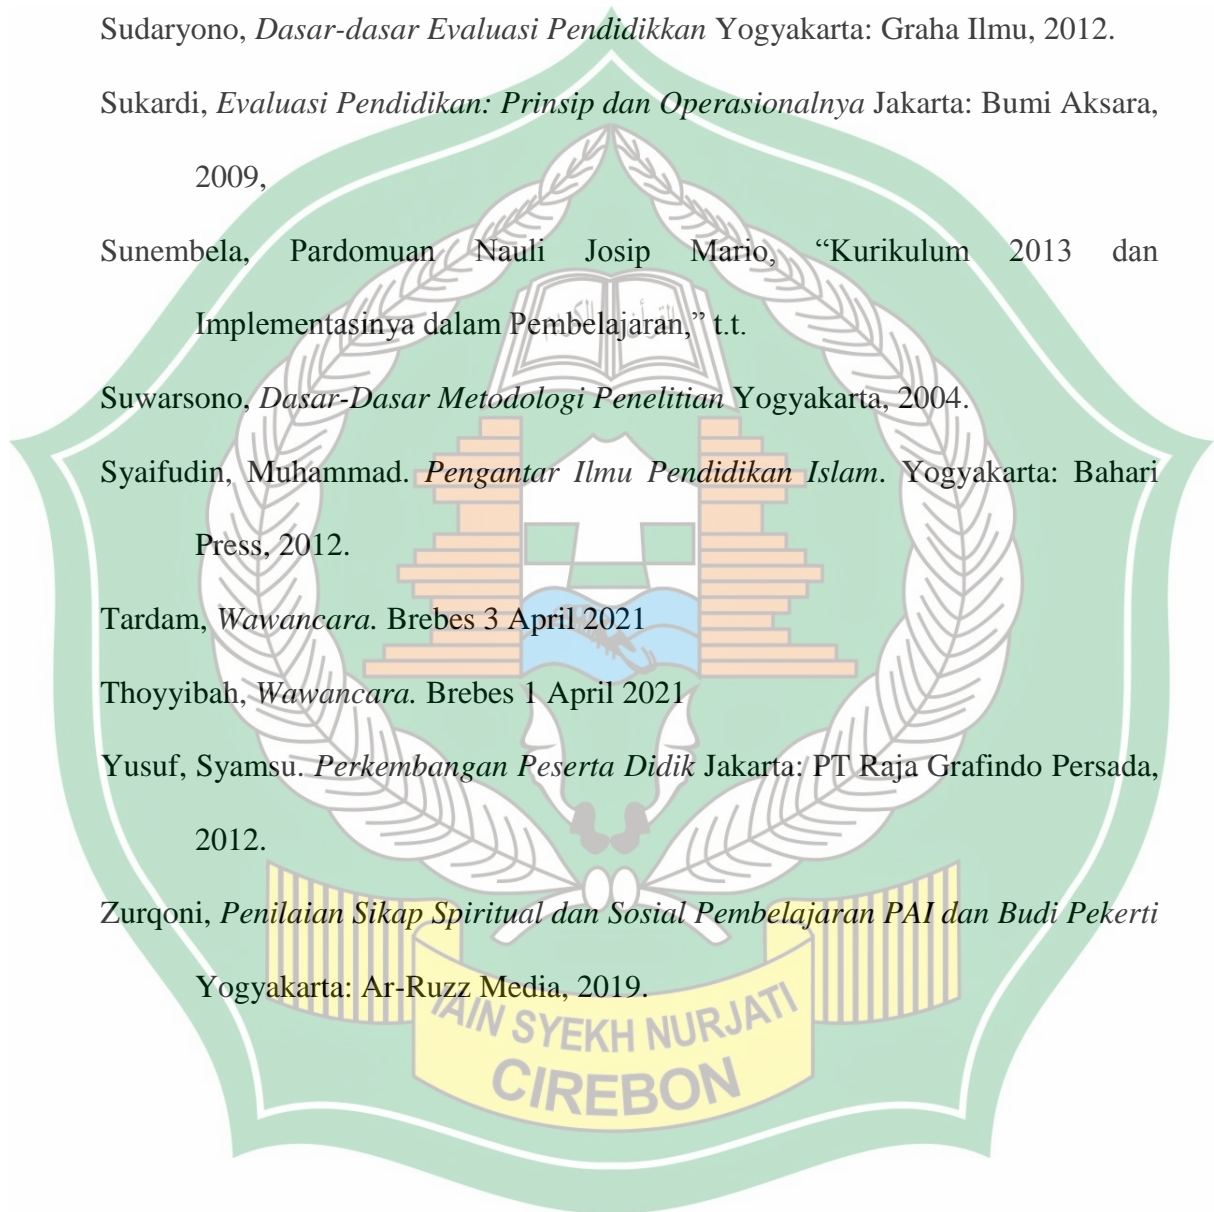 Sudaryono, Dasar-dasar Evaluasi Pendidikkan Yogyakarta: Graha Ilmu, 2012.
Sukardi, Evaluasi Pendidikan: Prinsip dan Operasionalnya Jakarta: Bumi Aksara,
2009,
Sunembela, Pardomuan Nauli Josip Mario, “Kurikulum 2013 dan
Implementasinya dalam Pembelajaran,” t.t.
Suwarsono, Dasar-Dasar Metodologi Penelitian Yogyakarta, 2004.
Syaifudin, Muhammad. Pengantar Ilmu Pendidikan Islam. Yogyakarta: Bahari
Press, 2012.
Tardam, Wawancara. Brebes 3 April 2021
Thoyyibah, Wawancara. Brebes 1 April 2021
Yusuf, Syamsu. Perkembangan Peserta Didik Jakarta: PT Raja Grafindo Persada,
2012.
Zurqoni, Penilaian Sikap Spiritual dan Sosial Pembelajaran PAI dan Budi Pekerti
Yogyakarta: Ar-Ruzz Media, 2019.
IAIN SYEKH NURJATI
CIREBON